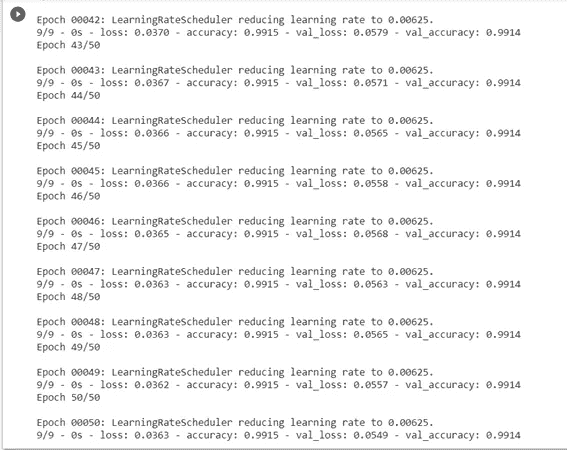 Epoch 00042: LearningRateScheduler reducing learning rate to 0.00625.
9/9 - 0s - loss: 0.0370 - accuracy: 0.9915 - val_loss: 0.0579 - val_accuracy: 0.9914
Epoch 43/50
Epoch 00043: LearningRateScheduler reducing learning rate to 0.00625.
9/9 - 0s - loss: 0.0367 - accuracy: 0.9915 - val_loss: 0.0571 - val_accuracy: 0.9914
Epoch 44/50
Epoch 00044: LearningRateScheduler reducing learning rate to 0.00625.
9/9 - 0s - loss: 0.0366 - accuracy: 0.9915 - val_loss: 0.0565 - val_accuracy: 0.9914
Epoch 45/50
Epoch 00045: LearningRateScheduler reducing learning rate to 0.00625.
9/9 - 0s - loss: 0.0366 - accuracy: 0.9915 - val_loss: 0.0558 - val_accuracy: 0.9914
Epoch 46/50
Epoch 00046: LearningRateScheduler reducing learning rate to 0.00625.
9/9 - 0s - loss: 0.0365 - accuracy: 0.9915 - val_loss: 0.0568 - val_accuracy: 0.9914
Epoch 47/50
Epoch 00047: LearningRateScheduler reducing learning rate to 0.00625.
9/9 - 0s - loss: 0.0363 - accuracy: 0.9915 - val_loss: 0.0563 - val_accuracy: 0.9914
Epoch 48/50
Epoch 00048: LearningRateScheduler reducing learning rate to 0.00625.
9/9 - 0s - loss: 0.0363 - accuracy: 0.9915 - val_loss: 0.0565 - val_accuracy: 0.9914
Epoch 49/50
Epoch 00049: LearningRateScheduler reducing learning rate to 0.00625.
9/9 - 0s - loss: 0.0362 - accuracy: 0.9915 - val_loss: 0.0557 - val_accuracy: 0.9914
Epoch 50/50
Epoch 00050: LearningRateScheduler reducing learning rate to 0.00625.
9/9 - 0s - loss: 0.0363 - accuracy: 0.9915 - val_loss: 0.0549 - val_accuracy: 0.9914